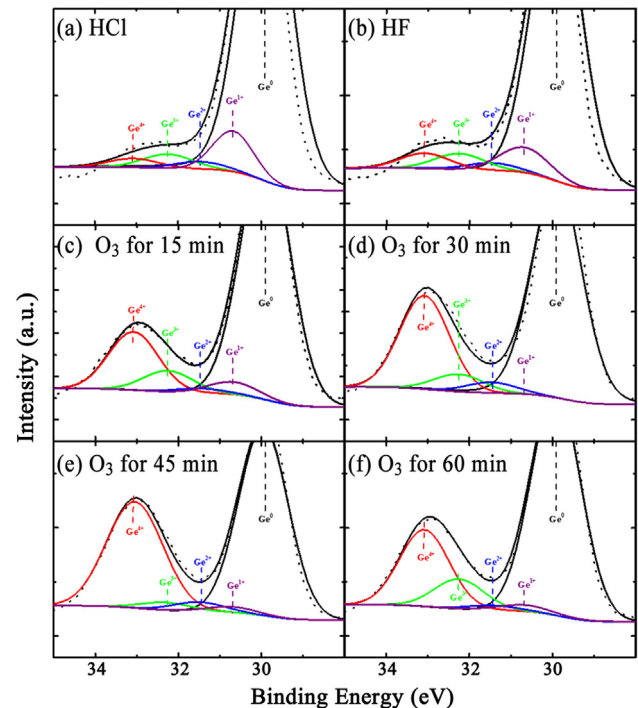 (a) HCl
Ge⁴⁺
Ge³⁺
Ge²⁺
Ge¹⁺
Ge⁰
(b) HF
Ge⁴⁺
Ge³⁺
Ge²⁺
Ge¹⁺
Ge⁰
(c) O₃ for 15 min
Ge⁴⁺
Ge³⁺
Ge²⁺
Ge¹⁺
Ge⁰
(d) O₃ for 30 min
Ge⁴⁺
Ge³⁺
Ge²⁺
Ge¹⁺
Ge⁰
(e) O₃ for 45 min
Ge⁴⁺
Ge³⁺
Ge²⁺
Ge¹⁺
Ge⁰
(f) O₃ for 60 min
Ge⁴⁺
Ge³⁺
Ge²⁺
Ge¹⁺
Ge⁰
Intensity (a.u.)
34 32 30
34 32 30
Binding Energy (eV)